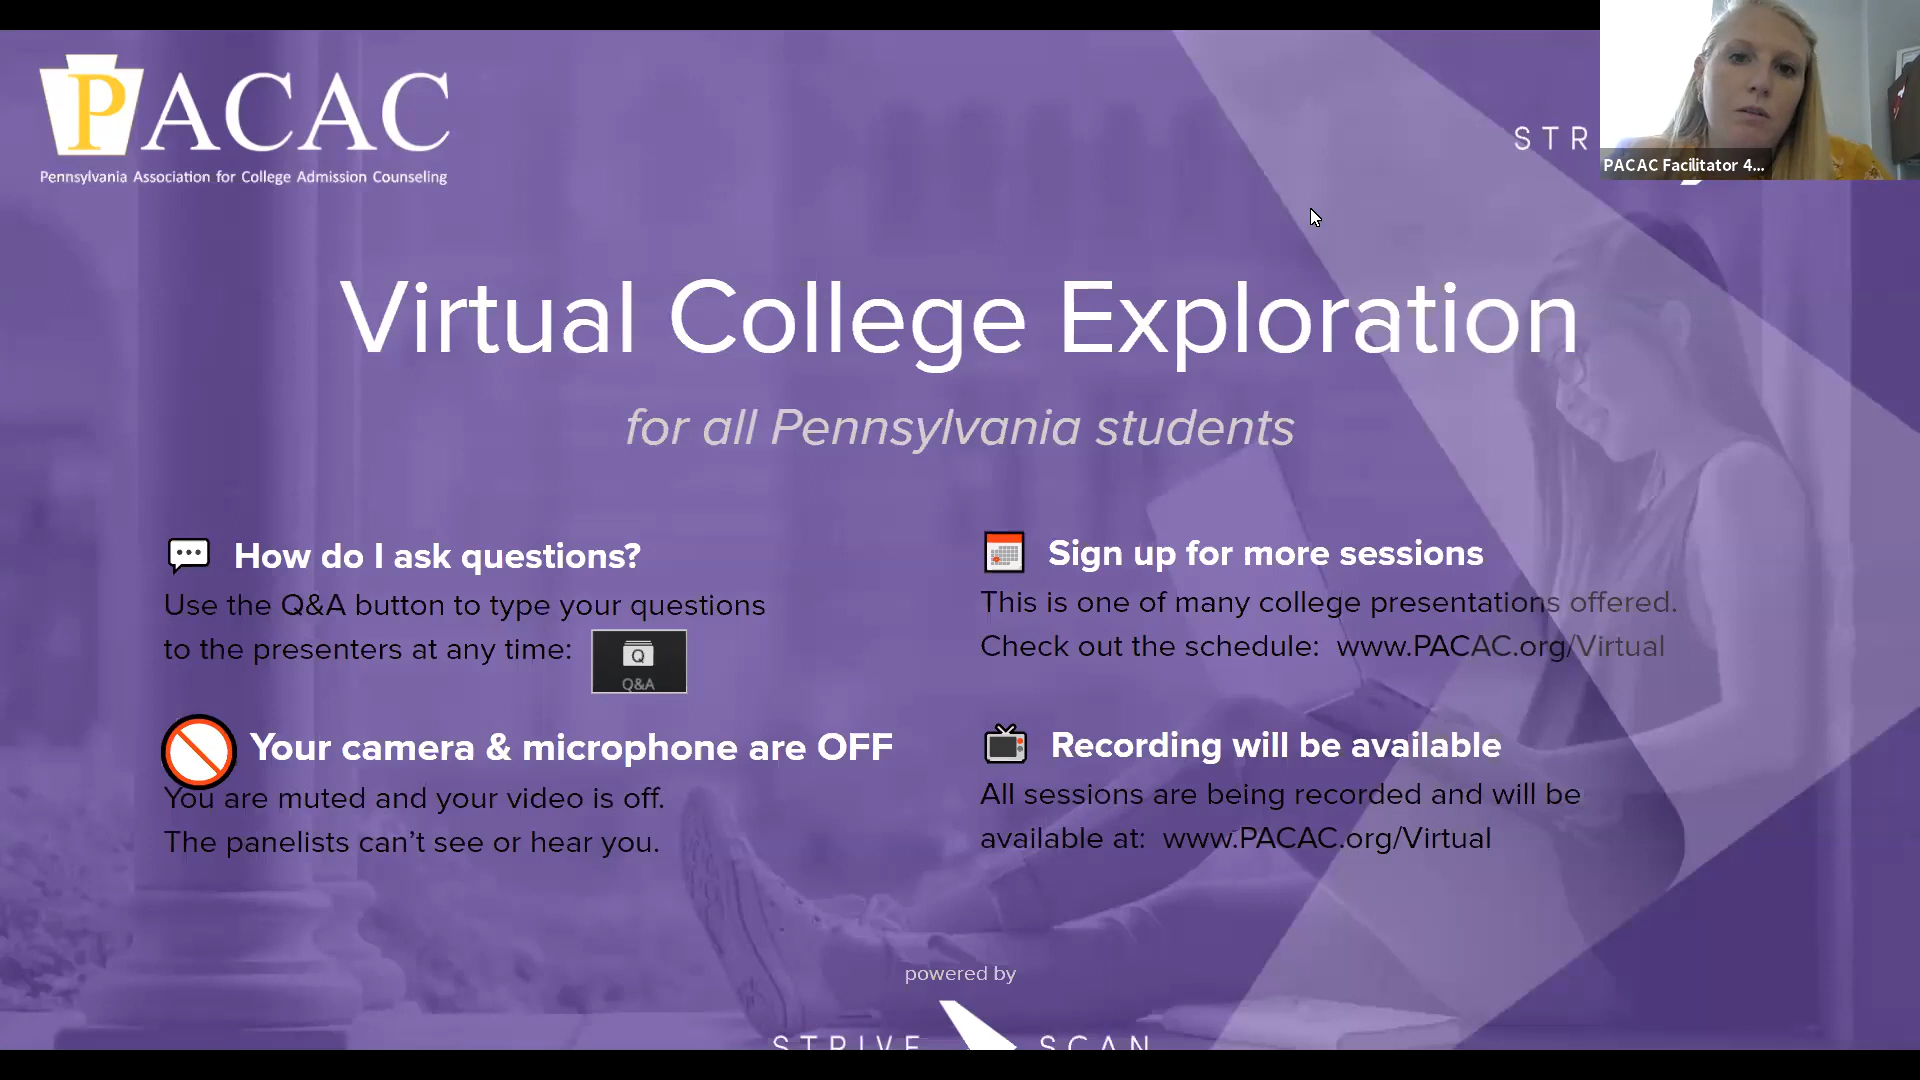 PACAC
Pennsylvania Association for College Admission Counseling
STR
PACAC Facilitator 4...
Virtual College Exploration
for all Pennsylvania students
How do I ask questions?
Use the Q&A button to type your questions
to the presenters at any time:
Q
Q&A
Your camera & microphone are OFF
You are muted and your video is off.
The panelists can’t see or hear you.
Sign up for more sessions
This is one of many college presentations offered.
Check out the schedule: www.PACAC.org/Virtual
Recording will be available
All sessions are being recorded and will be
available at: www.PACAC.org/Virtual
powered by
STRIVE SCAN